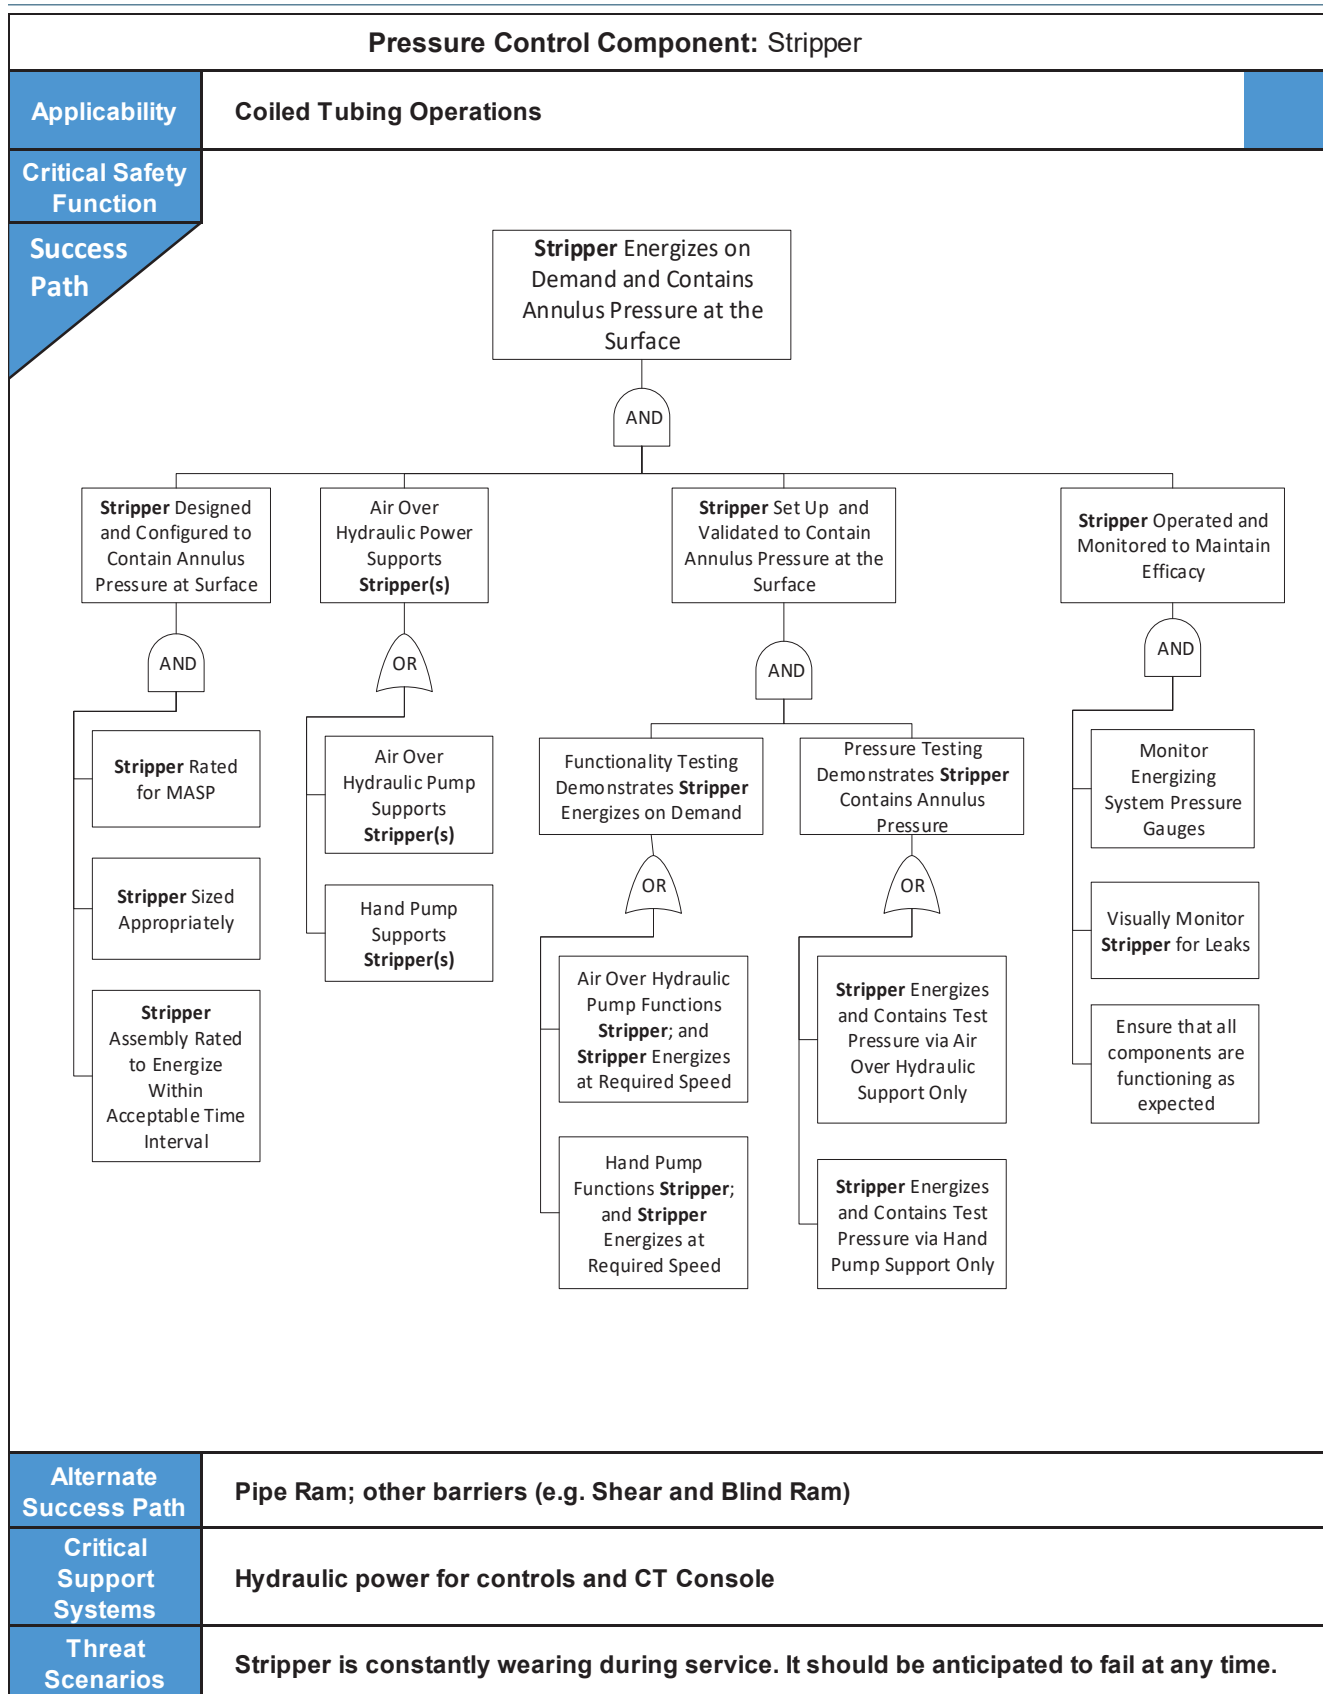 Pressure Control Component: Stripper
Applicability
Coiled Tubing Operations
Critical Safety
Function
Success
Path
Stripper Energizes on
Demand and Contains
Annulus Pressure at the
Surface
AND
Stripper Designed
and Configured to
Contain Annulus
Pressure at Surface
Air Over
Hydraulic Power
Supports
Stripper(s)
Stripper Set Up and
Validated to Contain
Annulus Pressure at the
Surface
Stripper Operated and
Monitored to Maintain
Efficacy
AND
OR
AND
AND
Stripper Rated
for MASP
Stripper Sized
Appropriately
Stripper
Assembly Rated
to Energize
Within
Acceptable Time
Interval
Air Over
Hydraulic Pump
Supports
Stripper(s)
Hand Pump
Supports
Stripper(s)
Functionality Testing
Demonstrates Stripper
Energizes on Demand
Pressure Testing
Demonstrates Stripper
Contains Annulus
Pressure
OR
OR
Air Over Hydraulic
Pump Functions
Stripper; and
Stripper Energizes
at Required Speed
Hand Pump
Functions Stripper;
and Stripper
Energizes at
Required Speed
Stripper Energizes
and Contains Test
Pressure via Air
Over Hydraulic
Support Only
Stripper Energizes
and Contains Test
Pressure via Hand
Pump Support Only
Monitor
Energizing
System Pressure
Gauges
Visually Monitor
Stripper for Leaks
Ensure that all
components are
functioning as
expected
Alternate
Success Path
Pipe Ram; other barriers (e.g. Shear and Blind Ram)
Critical
Support
Systems
Hydraulic power for controls and CT Console
Threat
Scenarios
Stripper is constantly wearing during service. It should be anticipated to fail at any time.